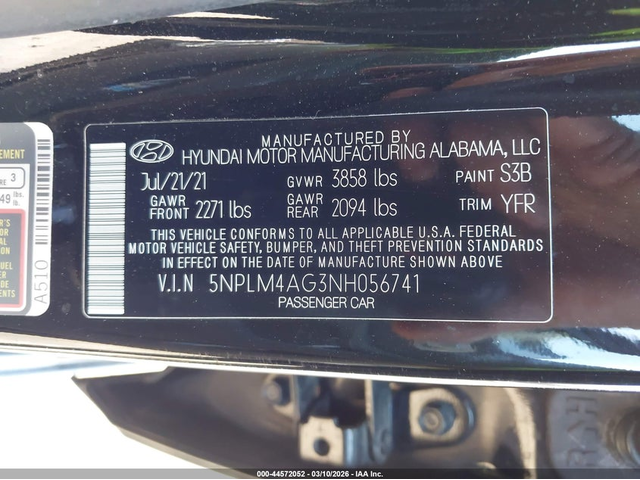 MANUFACTURED BY
HYUNDAI MOTOR MANUFACTURING ALABAMA, LLC
Jul/21/21 GVWR 3858 lbs PAINT S3B
GAWR FRONT 2271 lbs GAWR REAR 2094 lbs TRIM YFR
THIS VEHICLE CONFORMS TO ALL APPLICABLE U.S.A. FEDERAL
MOTOR VEHICLE SAFETY, BUMPER, AND THEFT PREVENTION STANDARDS
IN EFFECT ON THE DATE OF MANUFACTURE SHOWN ABOVE
V.I.N 5NPLM4AG3NH056741
PASSENGER CAR
A510
3
lbs.
000-44572052 - 03/10/2026 - IAA Inc.